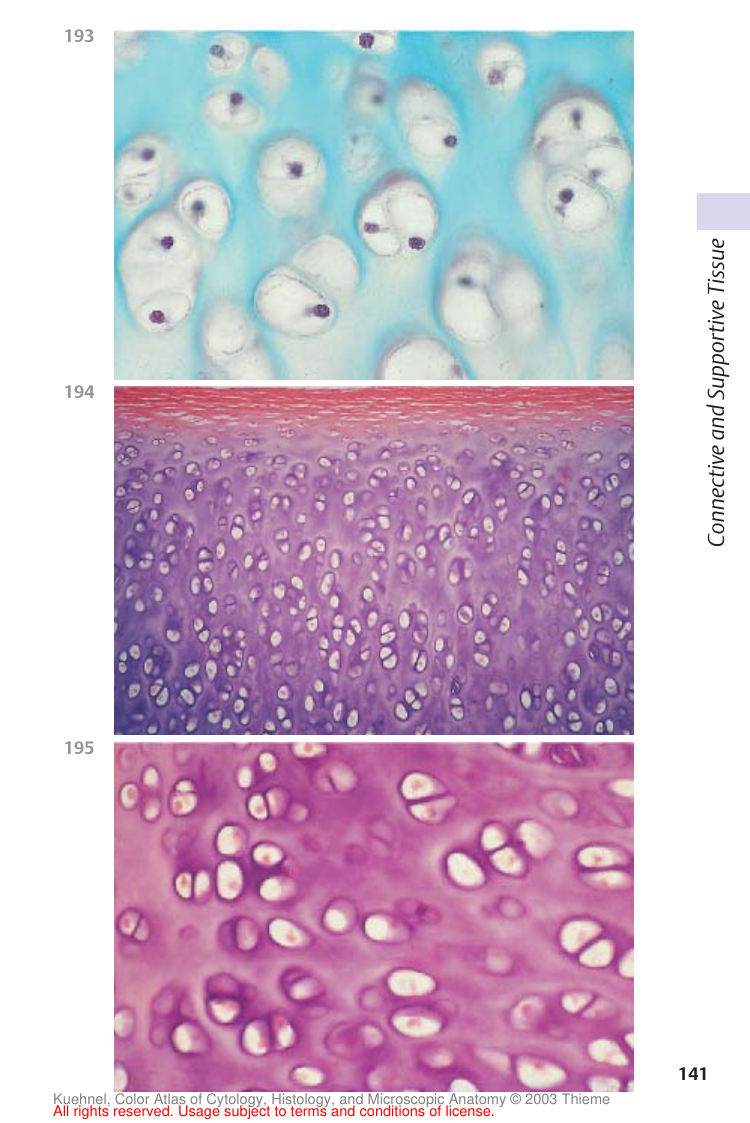 193
194
195
Connective and Supportive Tissue
141
Kuehnel, Color Atlas of Cytology, Histology, and Microscopic Anatomy © 2003 Thieme
All rights reserved. Usage subject to terms and conditions of license.